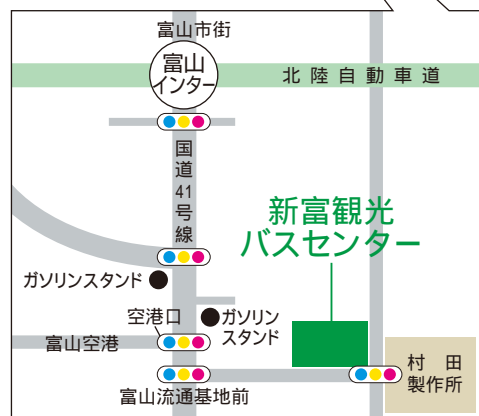 富山市街
富山
インター
北陸自動車道
国道41号線
新富観光
バスセンター
ガソリンスタンド
空港口
ガソリン
スタンド
富山空港
村田
製作所
富山流通基地前